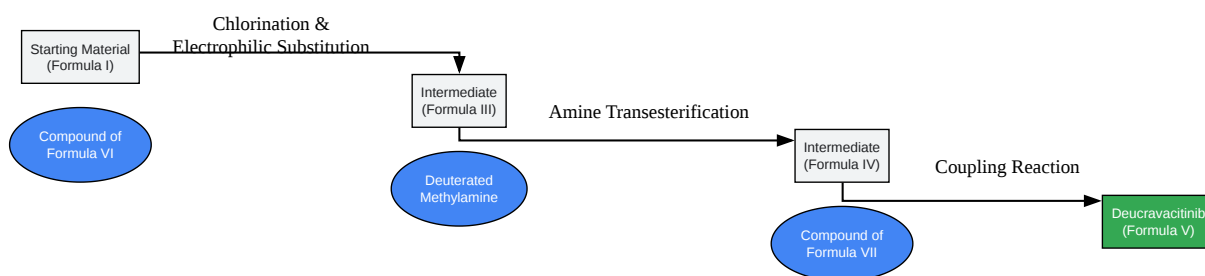 Chlorination &
Electrophilic Substitution
Starting Material
(Formula I)
Compound of
Formula VI
Intermediate
(Formula III)
Amine Transesterification
Deuterated
Methylamine
Intermediate
(Formula IV)
Coupling Reaction
Compound of
Formula VII
Deucravacitinib
(Formula V)